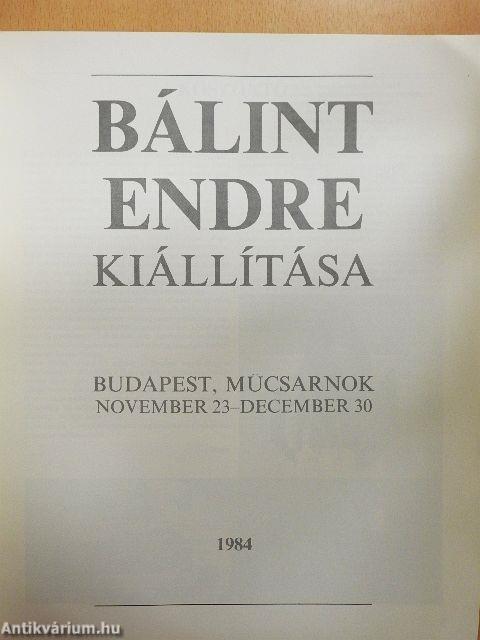 BÁLINT
ENDRE
KIÁLLÍTÁSA
BUDAPEST, MŰCSARNOK
NOVEMBER 23–DECEMBER 30
1984
Antikvárium.hu